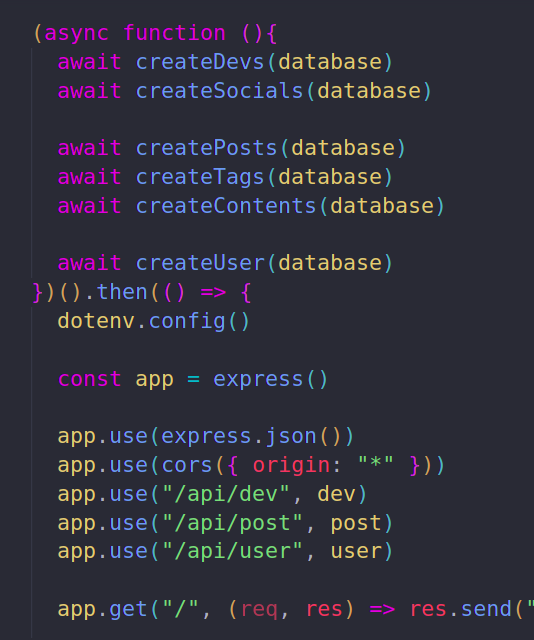 (async function (){
  await createDevs(database)
  await createSocials(database)

  await createPosts(database)
  await createTags(database)
  await createContents(database)

  await createUser(database)
})().then(() => {
  dotenv.config()

  const app = express()

  app.use(express.json())
  app.use(cors({ origin: "*" }))
  app.use("/api/dev", dev)
  app.use("/api/post", post)
  app.use("/api/user", user)

  app.get("/", (req, res) => res.send("